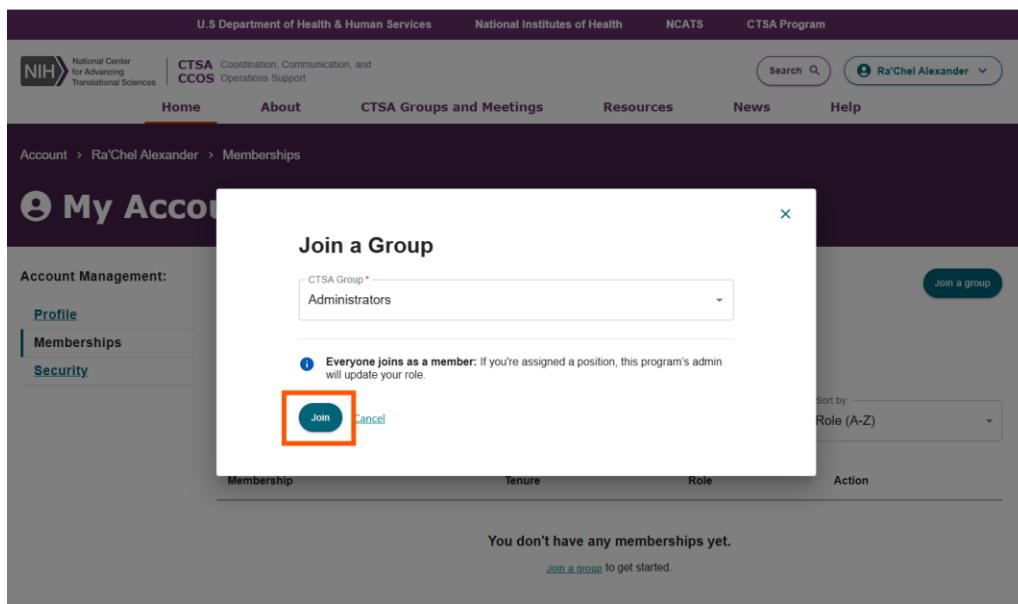 U.S Department of Health & Human Services National Institutes of Health NCATS CTSA Program
NIH National Center for Advancing Translational Sciences
CTSA CCOS Coordination, Communication, and Operations Support
Search
Ra'Chel Alexander
Home About CTSA Groups and Meetings Resources News Help
Account > Ra'Chel Alexander > Memberships
My Accou
Join a Group
CTSA Group *
Administrators
Everyone joins as a member: If you're assigned a position, this program's admin
will update your role.
Join Cancel
Account Management:
Profile
Memberships
Security
Join a group
Sort by:
Role (A-Z)
Membership Tenure Role Action
You don't have any memberships yet.
Join a group to get started.